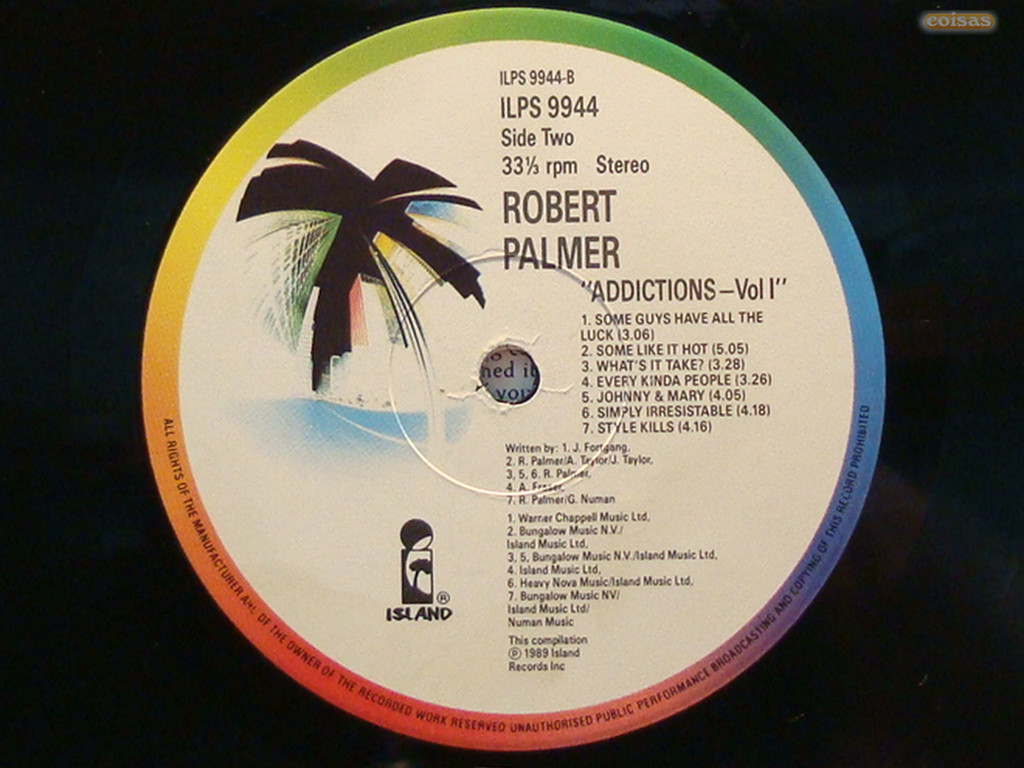 coisas
ILPS 9944-B
ILPS 9944
Side Two
33⅓ rpm Stereo
ROBERT
PALMER
"ADDICTIONS–Vol I"
1. SOME GUYS HAVE ALL THE
LUCK (3.06)
2. SOME LIKE IT HOT (5.05)
3. WHAT'S IT TAKE? (3.28)
4. EVERY KINDA PEOPLE (3.26)
5. JOHNNY & MARY (4.05)
6. SIMPLY IRRESISTABLE (4.18)
7. STYLE KILLS (4.16)
Written by: 1. J. Fortgang,
2. R. Palmer/A. Taylor/J. Taylor,
3, 5, 6. R. Palmer,
4. A. Fraser,
7. R. Palmer/G. Numan
1. Warner Chappell Music Ltd,
2. Bungalow Music N.V./
Island Music Ltd,
3, 5, Bungalow Music N.V./Island Music Ltd,
4. Island Music Ltd,
6. Heavy Nova Music/Island Music Ltd,
7. Bungalow Music NV/
Island Music Ltd/
Numan Music
This compilation
℗ 1989 Island
Records Inc
ISLAND ®
ALL RIGHTS OF THE MANUFACTURER AND OF THE OWNER OF THE RECORDED WORK RESERVED UNAUTHORISED PUBLIC PERFORMANCE BROADCASTING AND COPYING OF THIS RECORD PROHIBITED